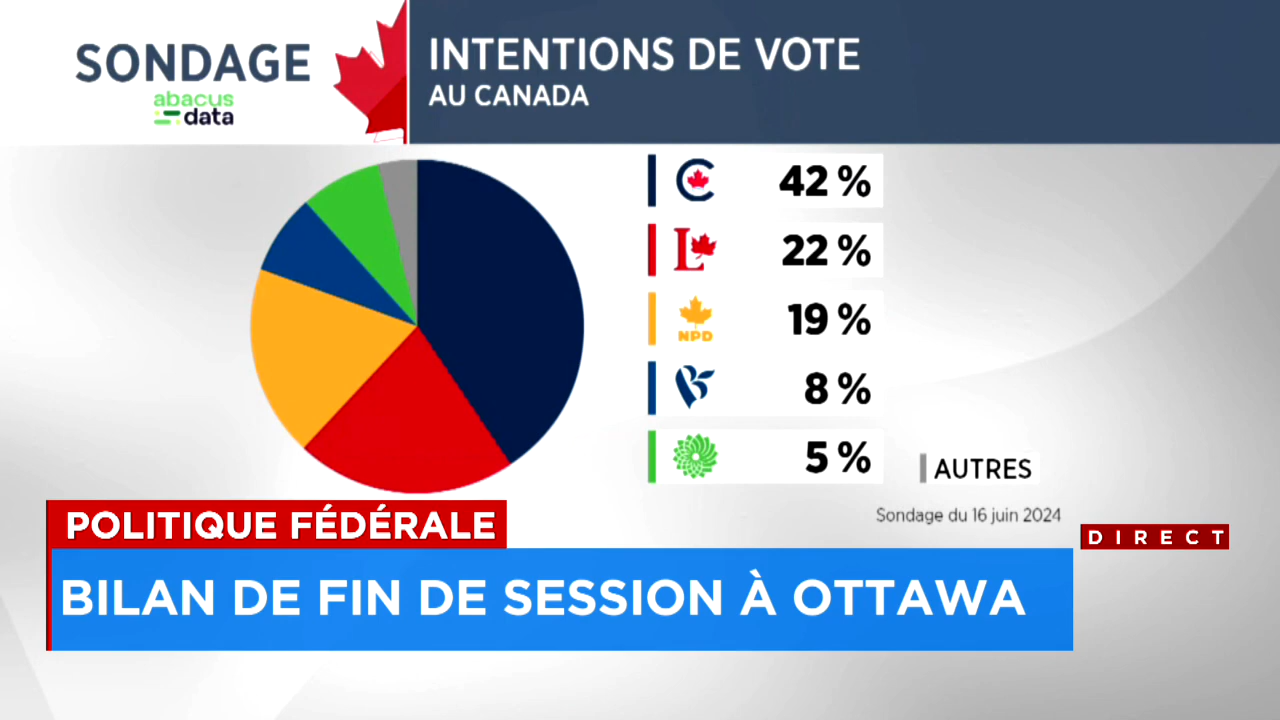 SONDAGE
abacus
data
INTENTIONS DE VOTE
AU CANADA
42 %
L
22 %
NPD
19 %
8 %
5 %
AUTRES
Sondage du 16 juin 2024
POLITIQUE FÉDÉRALE
DIRECT
BILAN DE FIN DE SESSION À OTTAWA